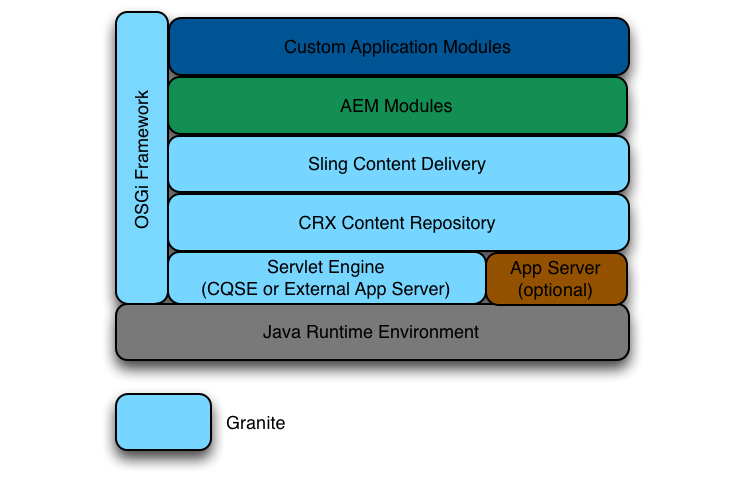 OSGi Framework
Custom Application Modules
AEM Modules
Sling Content Delivery
CRX Content Repository
Servlet Engine
(CQSE or External App Server)
App Server
(optional)
Java Runtime Environment
Granite